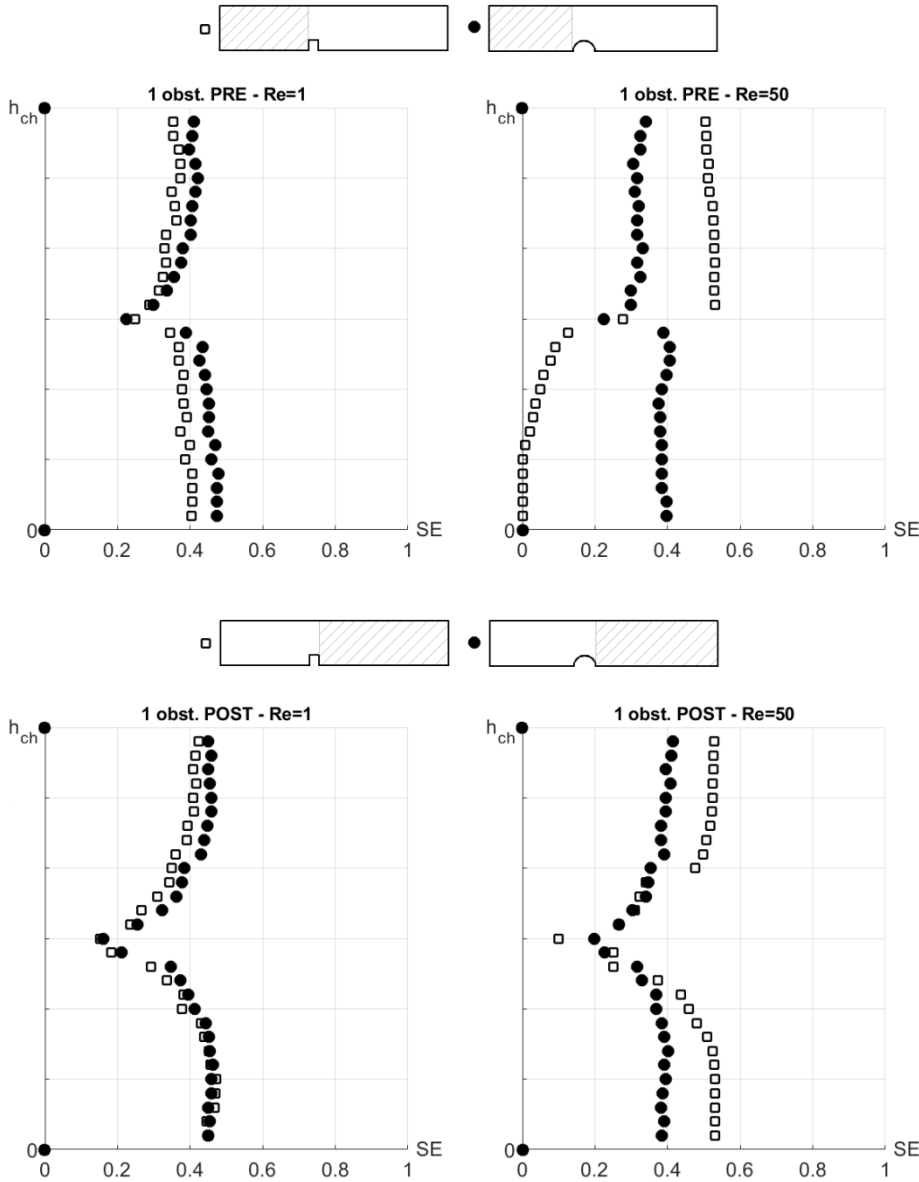 1 obst. PRE - Re=1
h_ch
0
0 0.2 0.4 0.6 0.8 1
SE
1 obst. PRE - Re=50
h_ch
0
0 0.2 0.4 0.6 0.8 1
SE
1 obst. POST - Re=1
h_ch
0
0 0.2 0.4 0.6 0.8 1
SE
1 obst. POST - Re=50
h_ch
0
0 0.2 0.4 0.6 0.8 1
SE